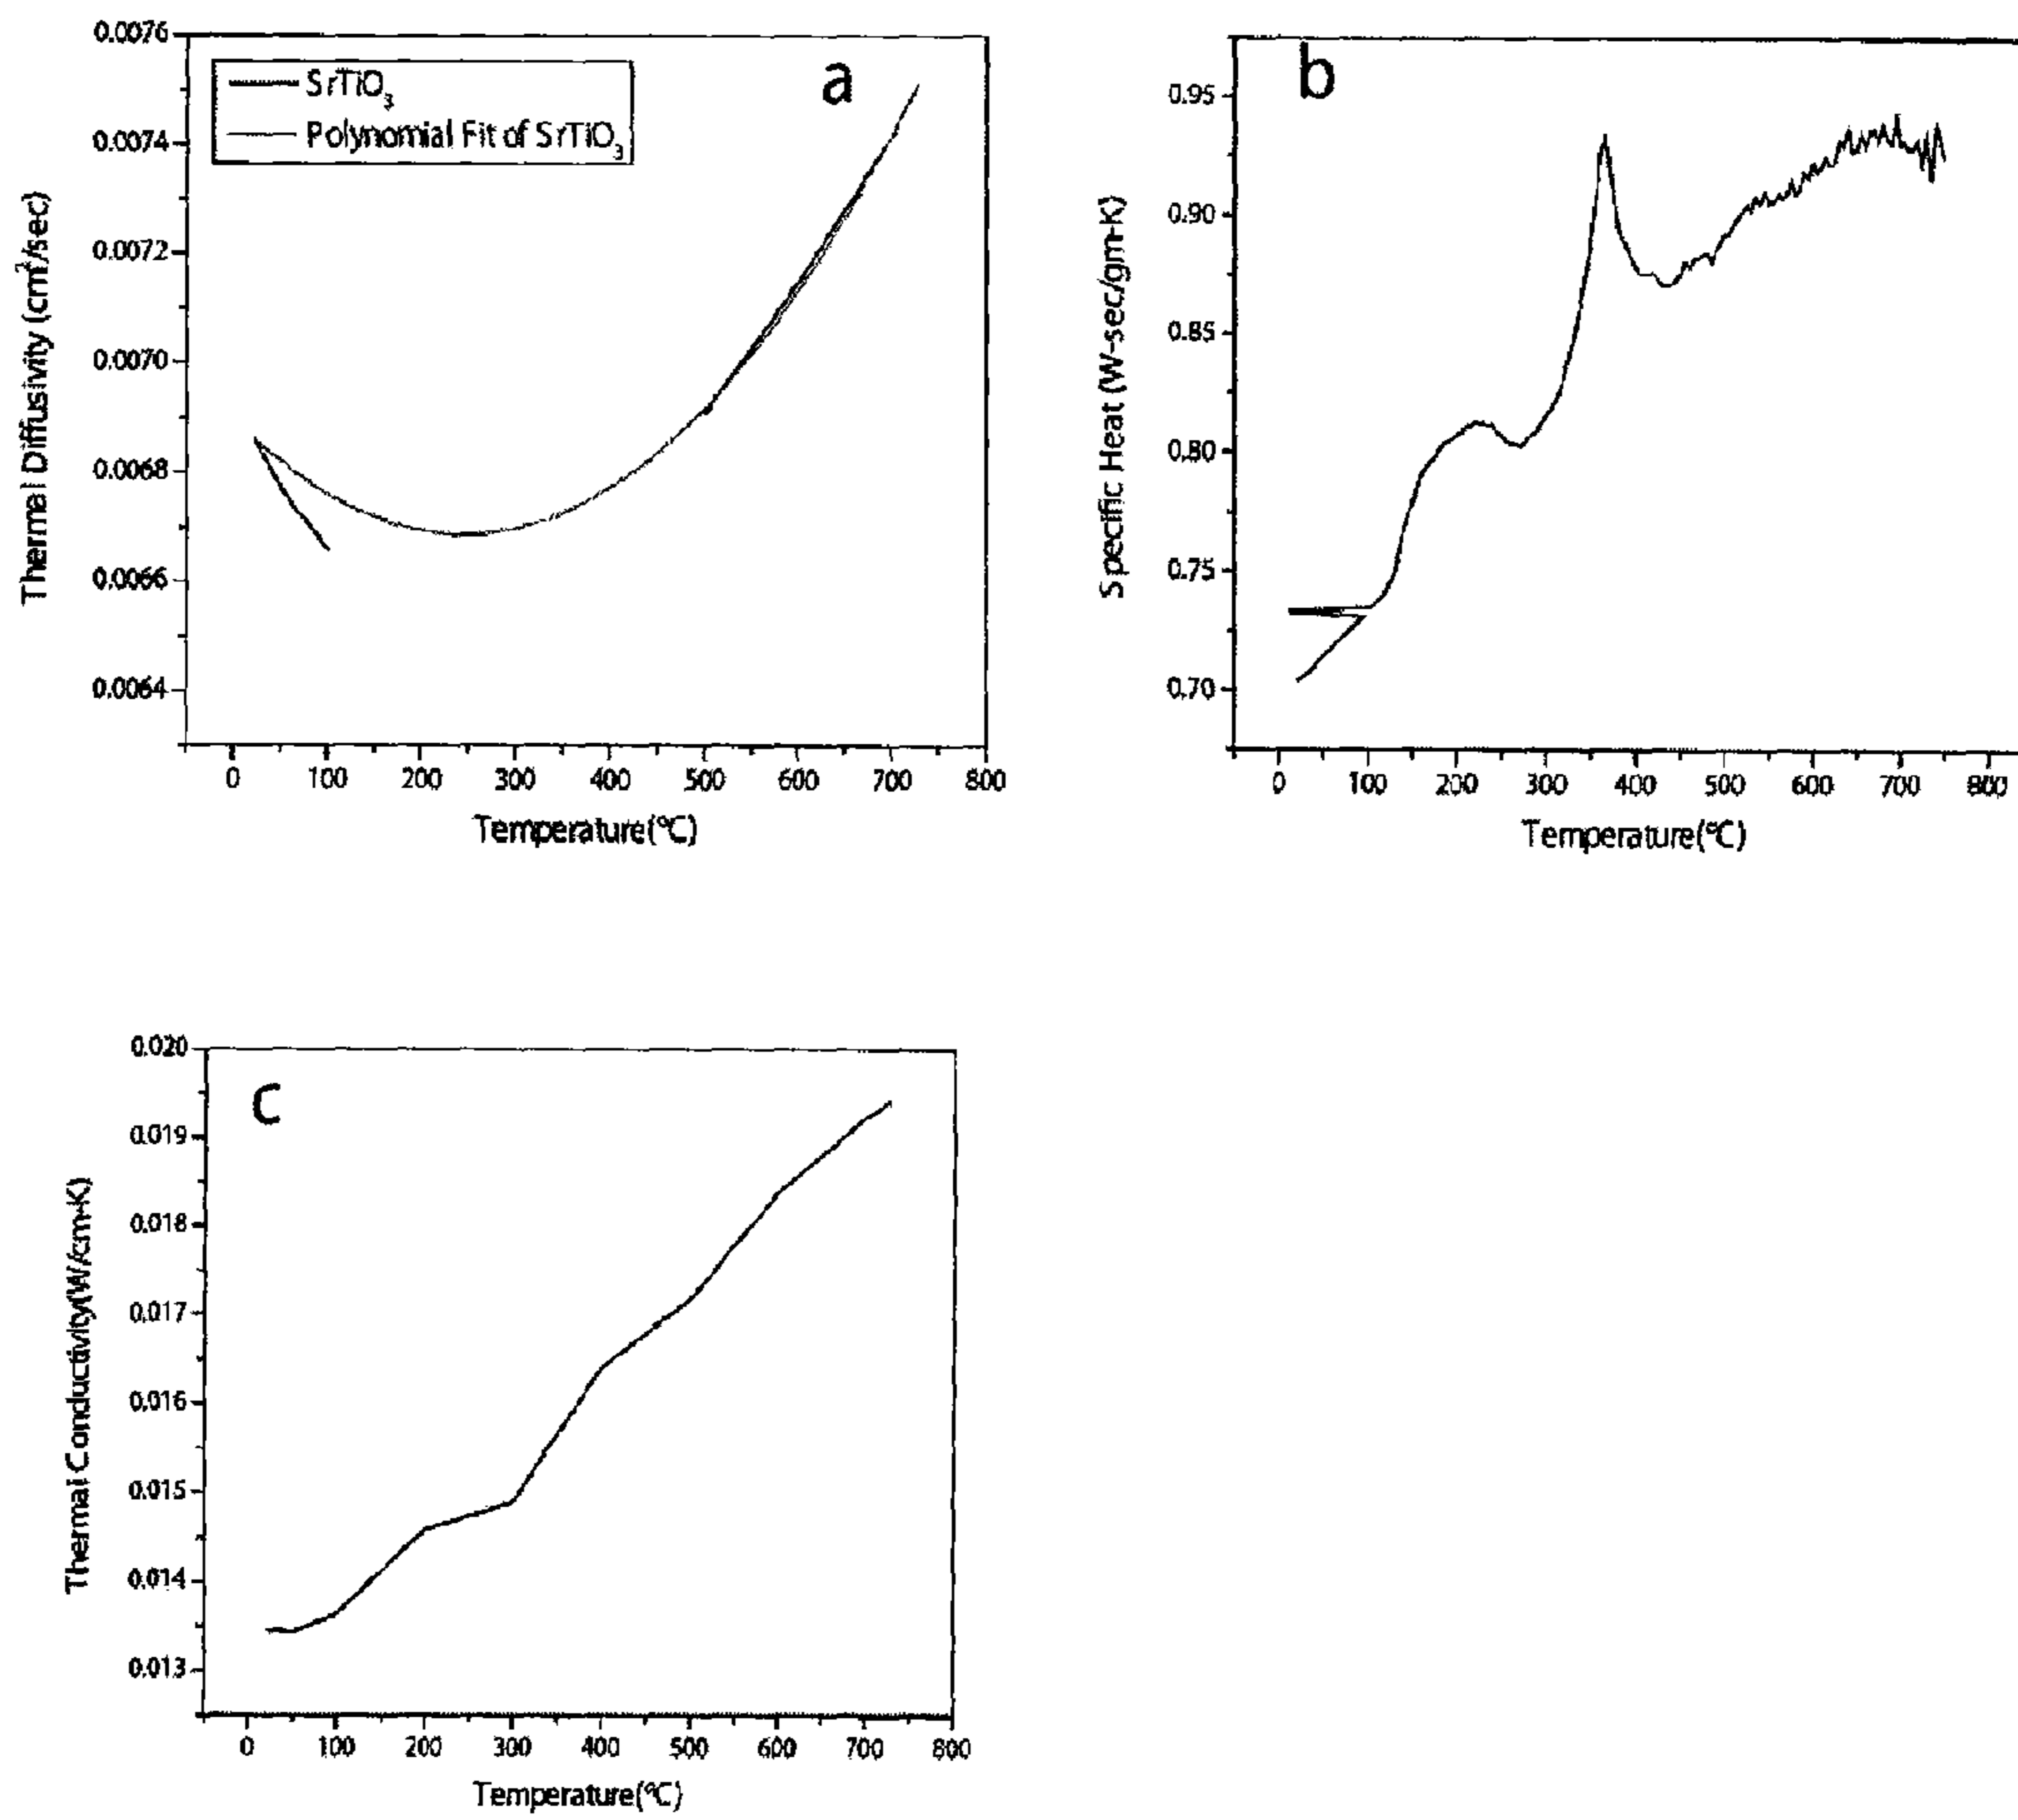 a
SrTiO₃
Polynomial Fit of SrTiO₃
0.0076
0.0074
0.0072
0.0070
0.0068
0.0066
0.0064
Thermal Diffusivity (cm²/sec)
0 100 200 300 400 500 600 700 800
Temperature(°C)
b
0.95
0.90
0.85
0.80
0.75
0.70
Specific Heat (W-sec/gm-K)
0 100 200 300 400 500 600 700 800
Temperature(°C)
c
0.020
0.019
0.018
0.017
0.016
0.015
0.014
0.013
Thermal Conductivity(W/cm-K)
0 100 200 300 400 500 600 700 800
Temperature(°C)